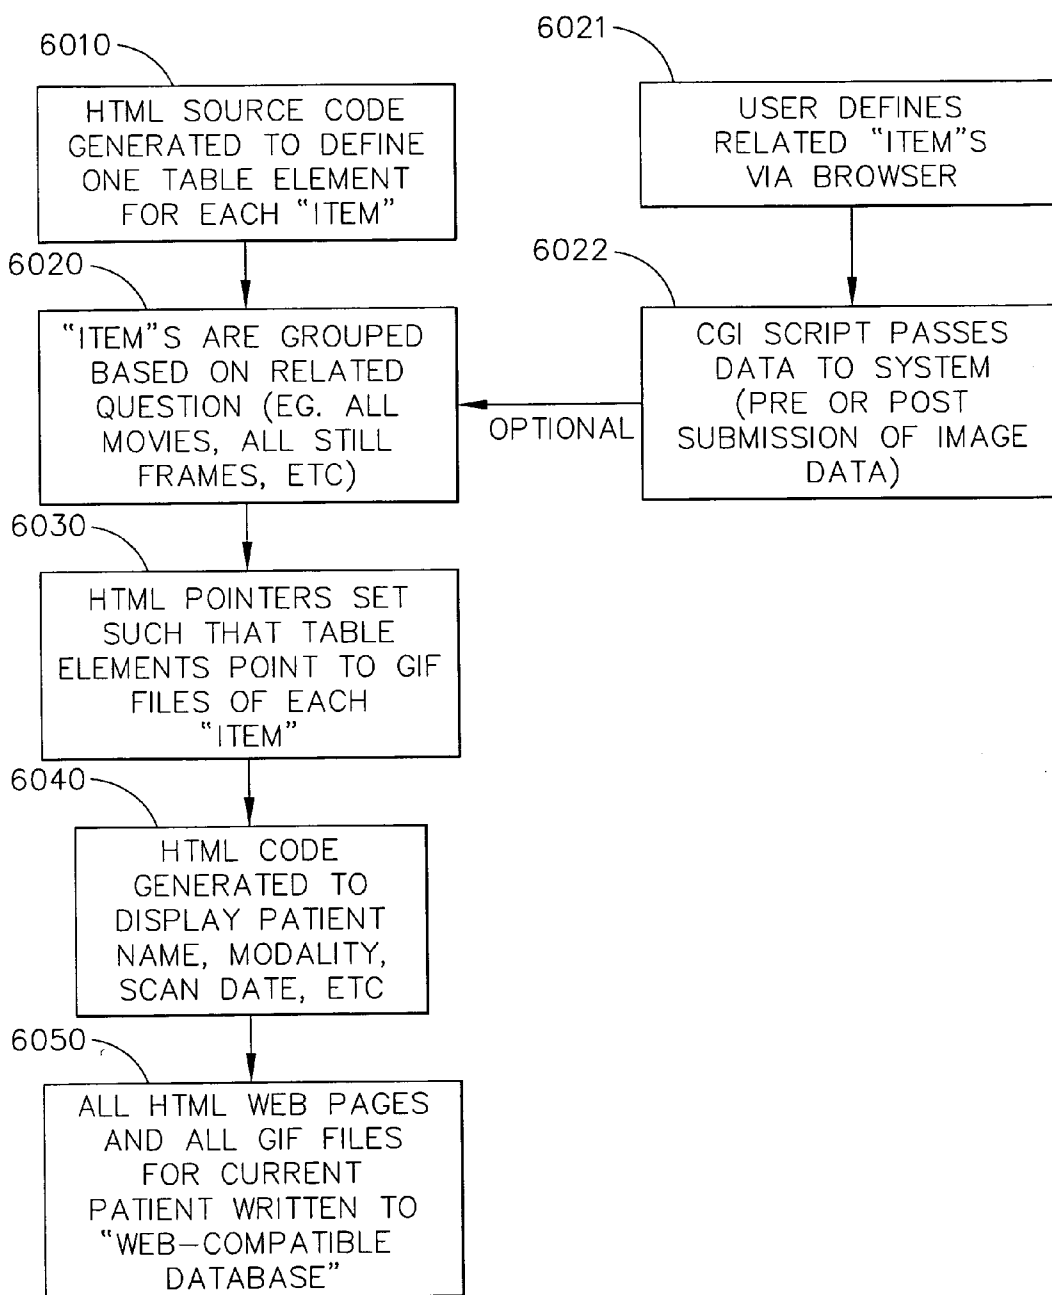 6010
HTML SOURCE CODE
GENERATED TO DEFINE
ONE TABLE ELEMENT
FOR EACH “ITEM”
6021
USER DEFINES
RELATED “ITEM”S
VIA BROWSER
6020
“ITEM”S ARE GROUPED
BASED ON RELATED
QUESTION (EG. ALL
MOVIES, ALL STILL
FRAMES, ETC)
6022
CGI SCRIPT PASSES
DATA TO SYSTEM
(PRE OR POST
SUBMISSION OF IMAGE
DATA)
OPTIONAL
6030
HTML POINTERS SET
SUCH THAT TABLE
ELEMENTS POINT TO GIF
FILES OF EACH
“ITEM”
6040
HTML CODE
GENERATED TO
DISPLAY PATIENT
NAME, MODALITY,
SCAN DATE, ETC
6050
ALL HTML WEB PAGES
AND ALL GIF FILES
FOR CURRENT
PATIENT WRITTEN TO
“WEB-COMPATIBLE
DATABASE”